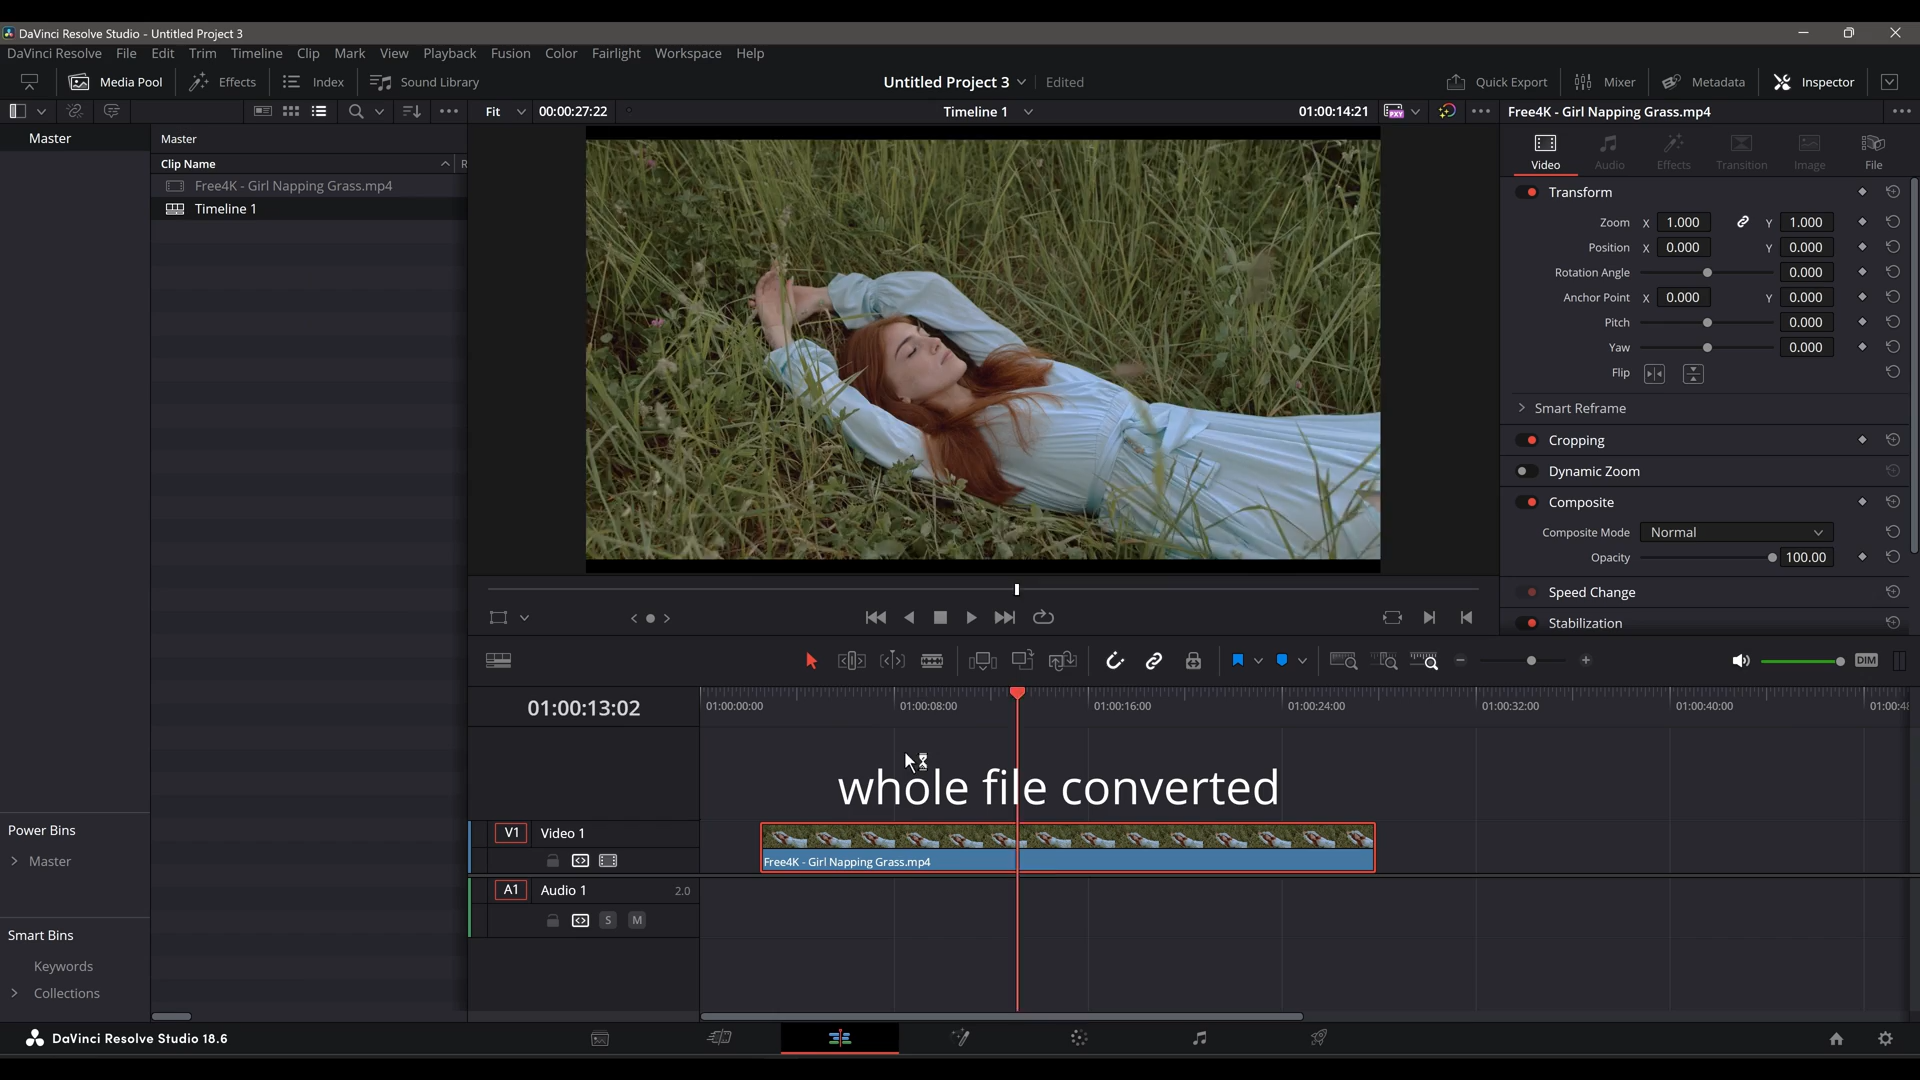 DaVinci Resolve Studio - Untitled Project 3
DaVinci Resolve File Edit Trim Timeline Clip Mark View Playback Fusion Color Fairlight Workspace Help
Media Pool Effects Index Sound Library Untitled Project 3 Edited Quick Export Mixer Metadata Inspector
Fit 00:00:27:22 Timeline 1 01:00:14:21 PXY Free4K - Girl Napping Grass.mp4
Master Master
Clip Name R
Free4K - Girl Napping Grass.mp4
Timeline 1
Video Audio Effects Transition Image File
Transform
Zoom X 1.000 Y 1.000
Position X 0.000 Y 0.000
Rotation Angle 0.000
Anchor Point X 0.000 Y 0.000
Pitch 0.000
Yaw 0.000
Flip
Smart Reframe
Cropping
Dynamic Zoom
Composite
Composite Mode Normal
Opacity 100.00
Speed Change
Stabilization
DIM
01:00:13:02 01:00:00:00 01:00:08:00 01:00:16:00 01:00:24:00 01:00:32:00 01:00:40:00 01:00:48
whole file converted
Power Bins
Master
V1 Video 1
Free4K - Girl Napping Grass.mp4
A1 Audio 1 2.0
S M
Smart Bins
Keywords
Collections
DaVinci Resolve Studio 18.6